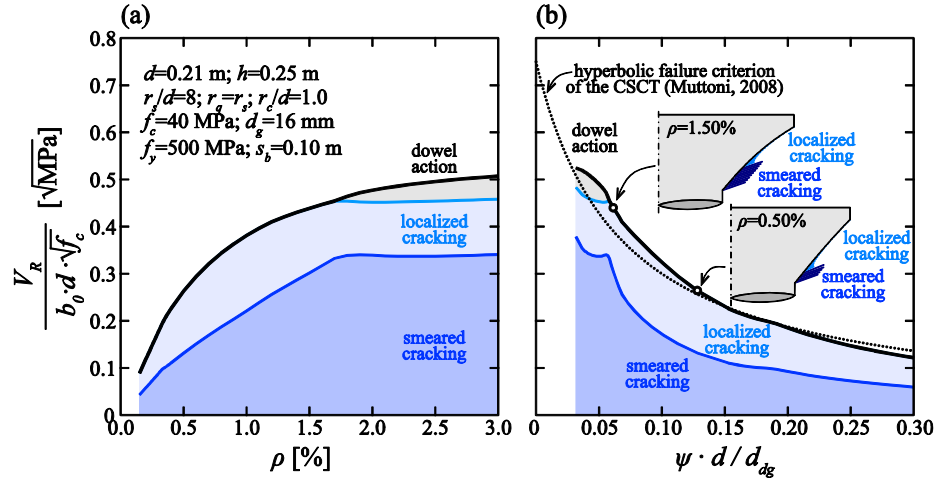 (a)
0.8
0.7
0.6
0.5
0.4
0.3
0.2
0.1
0
V_R
b_0·d·√f_c
[√MPa]
d=0.21 m; h=0.25 m
r_s/d=8; r_q=r_s; r_c/d=1.0
f_c=40 MPa; d_g=16 mm
f_y=500 MPa; s_b=0.10 m
dowel
action
localized
cracking
smeared
cracking
0.0
0.5
1.0
1.5
2.0
2.5
3.0
ρ [%]
(b)
hyperbolic failure criterion
of the CSCT (Muttoni, 2008)
dowel
action
ρ=1.50%
localized
cracking
smeared
cracking
ρ=0.50%
localized
cracking
smeared
cracking
localized
cracking
smeared
cracking
0
0.05
0.10
0.15
0.20
0.25
0.30
ψ · d / d_dg